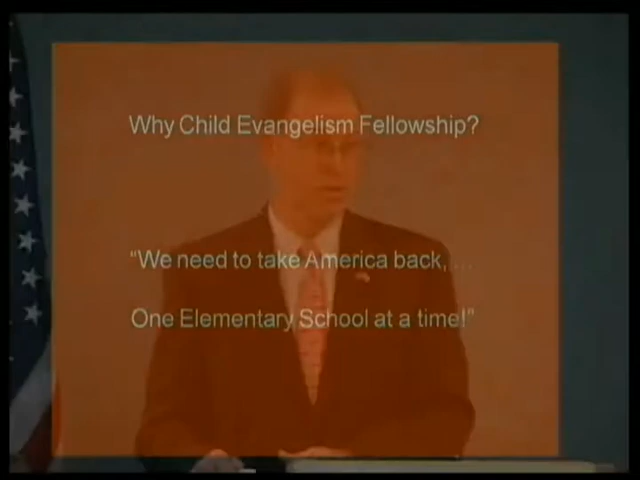 Why Child Evangelism Fellowship?
"We need to take America back,...
One Elementary School at a time!"